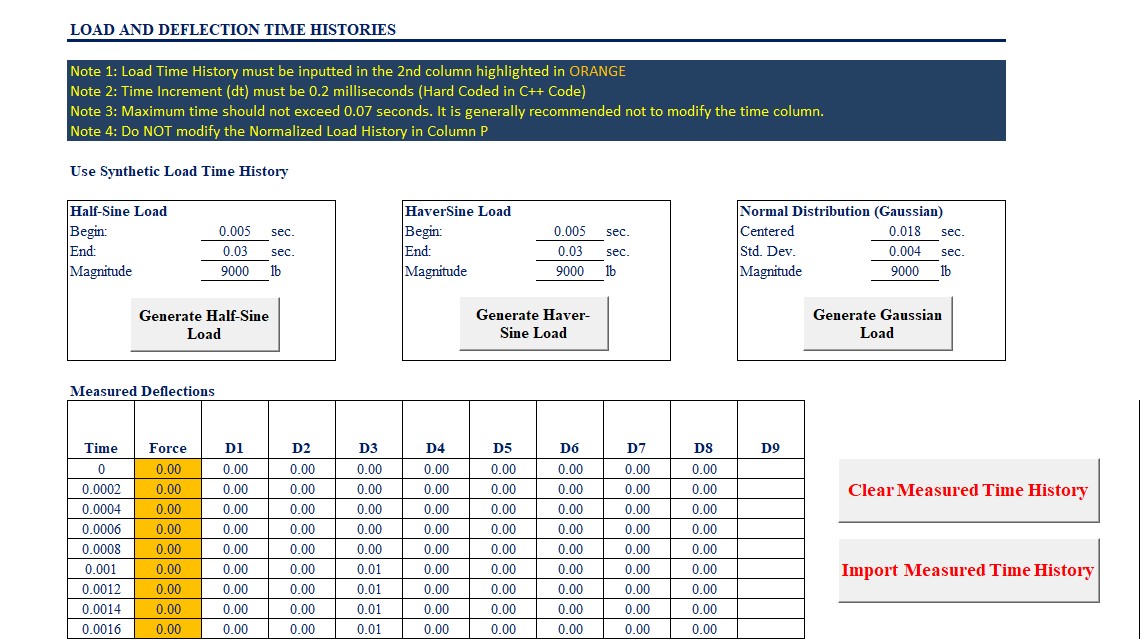 LOAD AND DEFLECTION TIME HISTORIES
Note 1: Load Time History must be inputted in the 2nd column highlighted in ORANGE
Note 2: Time Increment (dt) must be 0.2 milliseconds (Hard Coded in C++ Code)
Note 3: Maximum time should not exceed 0.07 seconds. It is generally recommended not to modify the time column.
Note 4: Do NOT modify the Normalized Load History in Column P
Use Synthetic Load Time History
Half-Sine Load
Begin: 0.005 sec.
End: 0.03 sec.
Magnitude 9000 lb
Generate Half-Sine
Load
HaverSine Load
Begin: 0.005 sec.
End: 0.03 sec.
Magnitude 9000 lb
Generate Haver-
Sine Load
Normal Distribution (Gaussian)
Centered 0.018 sec.
Std. Dev. 0.004 sec.
Magnitude 9000 lb
Generate Gaussian
Load
Measured Deflections
Time Force D1 D2 D3 D4 D5 D6 D7 D8 D9
0 0.00 0.00 0.00 0.00 0.00 0.00 0.00 0.00 0.00
0.0002 0.00 0.00 0.00 0.00 0.00 0.00 0.00 0.00 0.00
0.0004 0.00 0.00 0.00 0.00 0.00 0.00 0.00 0.00 0.00
0.0006 0.00 0.00 0.00 0.00 0.00 0.00 0.00 0.00 0.00
0.0008 0.00 0.00 0.00 0.00 0.00 0.00 0.00 0.00 0.00
0.001 0.00 0.00 0.00 0.01 0.00 0.00 0.00 0.00 0.00
0.0012 0.00 0.00 0.00 0.01 0.00 0.00 0.00 0.00 0.00
0.0014 0.00 0.00 0.00 0.01 0.00 0.00 0.00 0.00 0.00
0.0016 0.00 0.00 0.00 0.01 0.00 0.00 0.00 0.00 0.00
Clear Measured Time History
Import Measured Time History